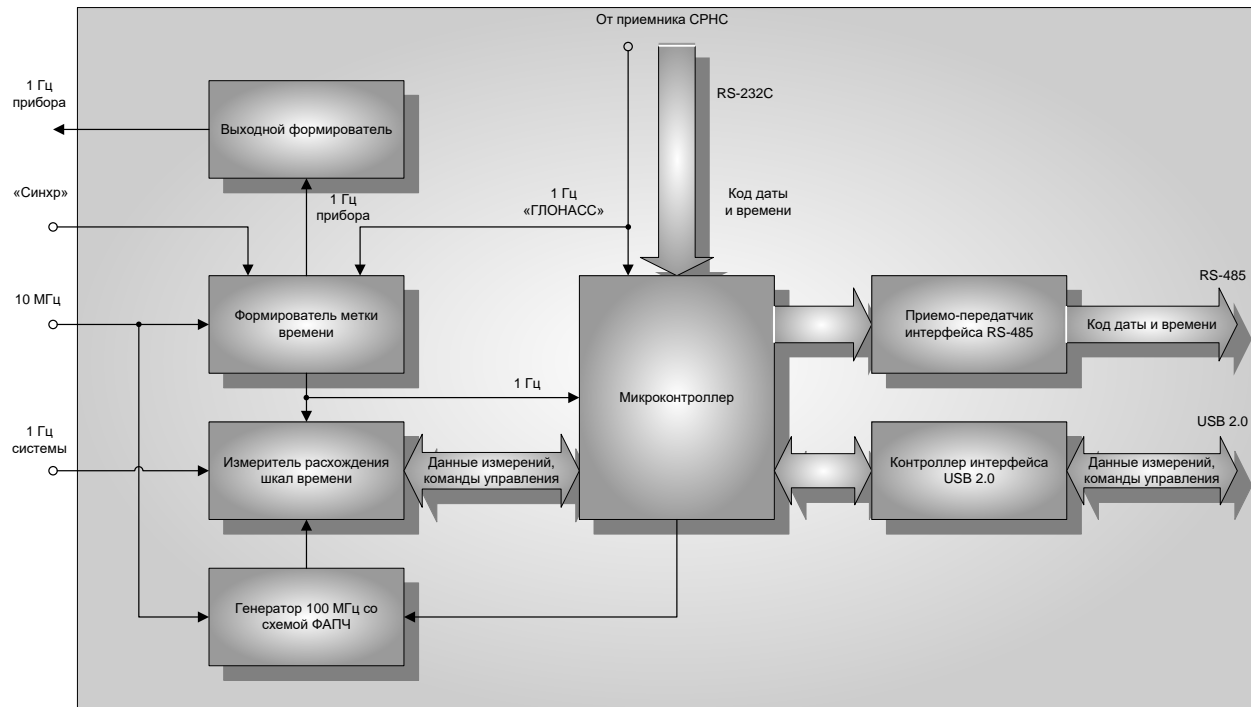 От приемника СРНС
1 Гц
прибора
Выходной формирователь
RS-232C
«Синхр»
1 Гц
прибора
1 Гц
«ГЛОНАСС»
Код даты
и времени
10 МГц
Формирователь метки
времени
Приемо-передатчик
интерфейса RS-485
RS-485
Код даты и времени
1 Гц
Микроконтроллер
1 Гц
системы
Измеритель расхождения
шкал времени
Данные измерений,
команды управления
Контроллер интерфейса
USB 2.0
USB 2.0
Данные измерений,
команды управления
Генератор 100 МГц со
схемой ФАПЧ